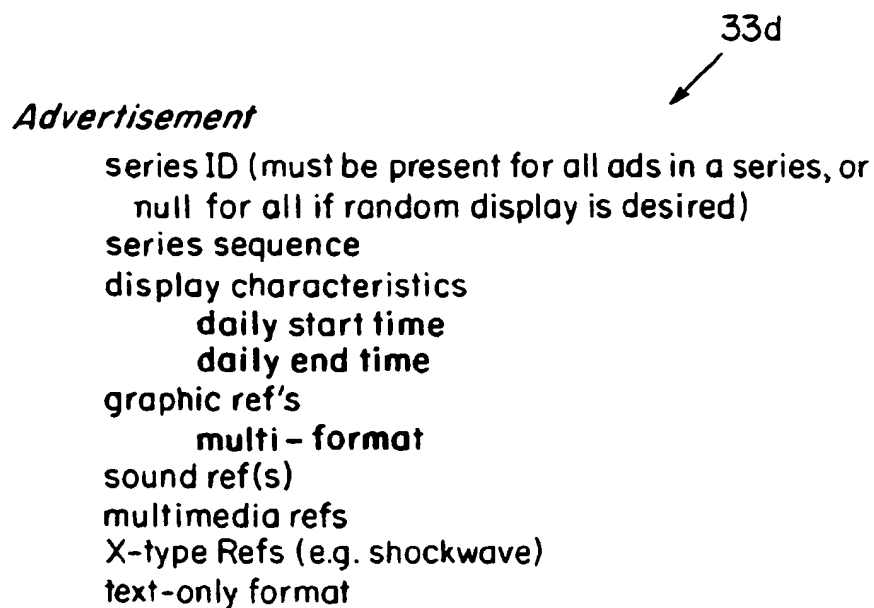 33d
Advertisement
series ID (must be present for all ads in a series, or
null for all if random display is desired)
series sequence
display characteristics
daily start time
daily end time
graphic ref's
multi-format
sound ref(s)
multimedia refs
X-type Refs (e.g. shockwave)
text-only format